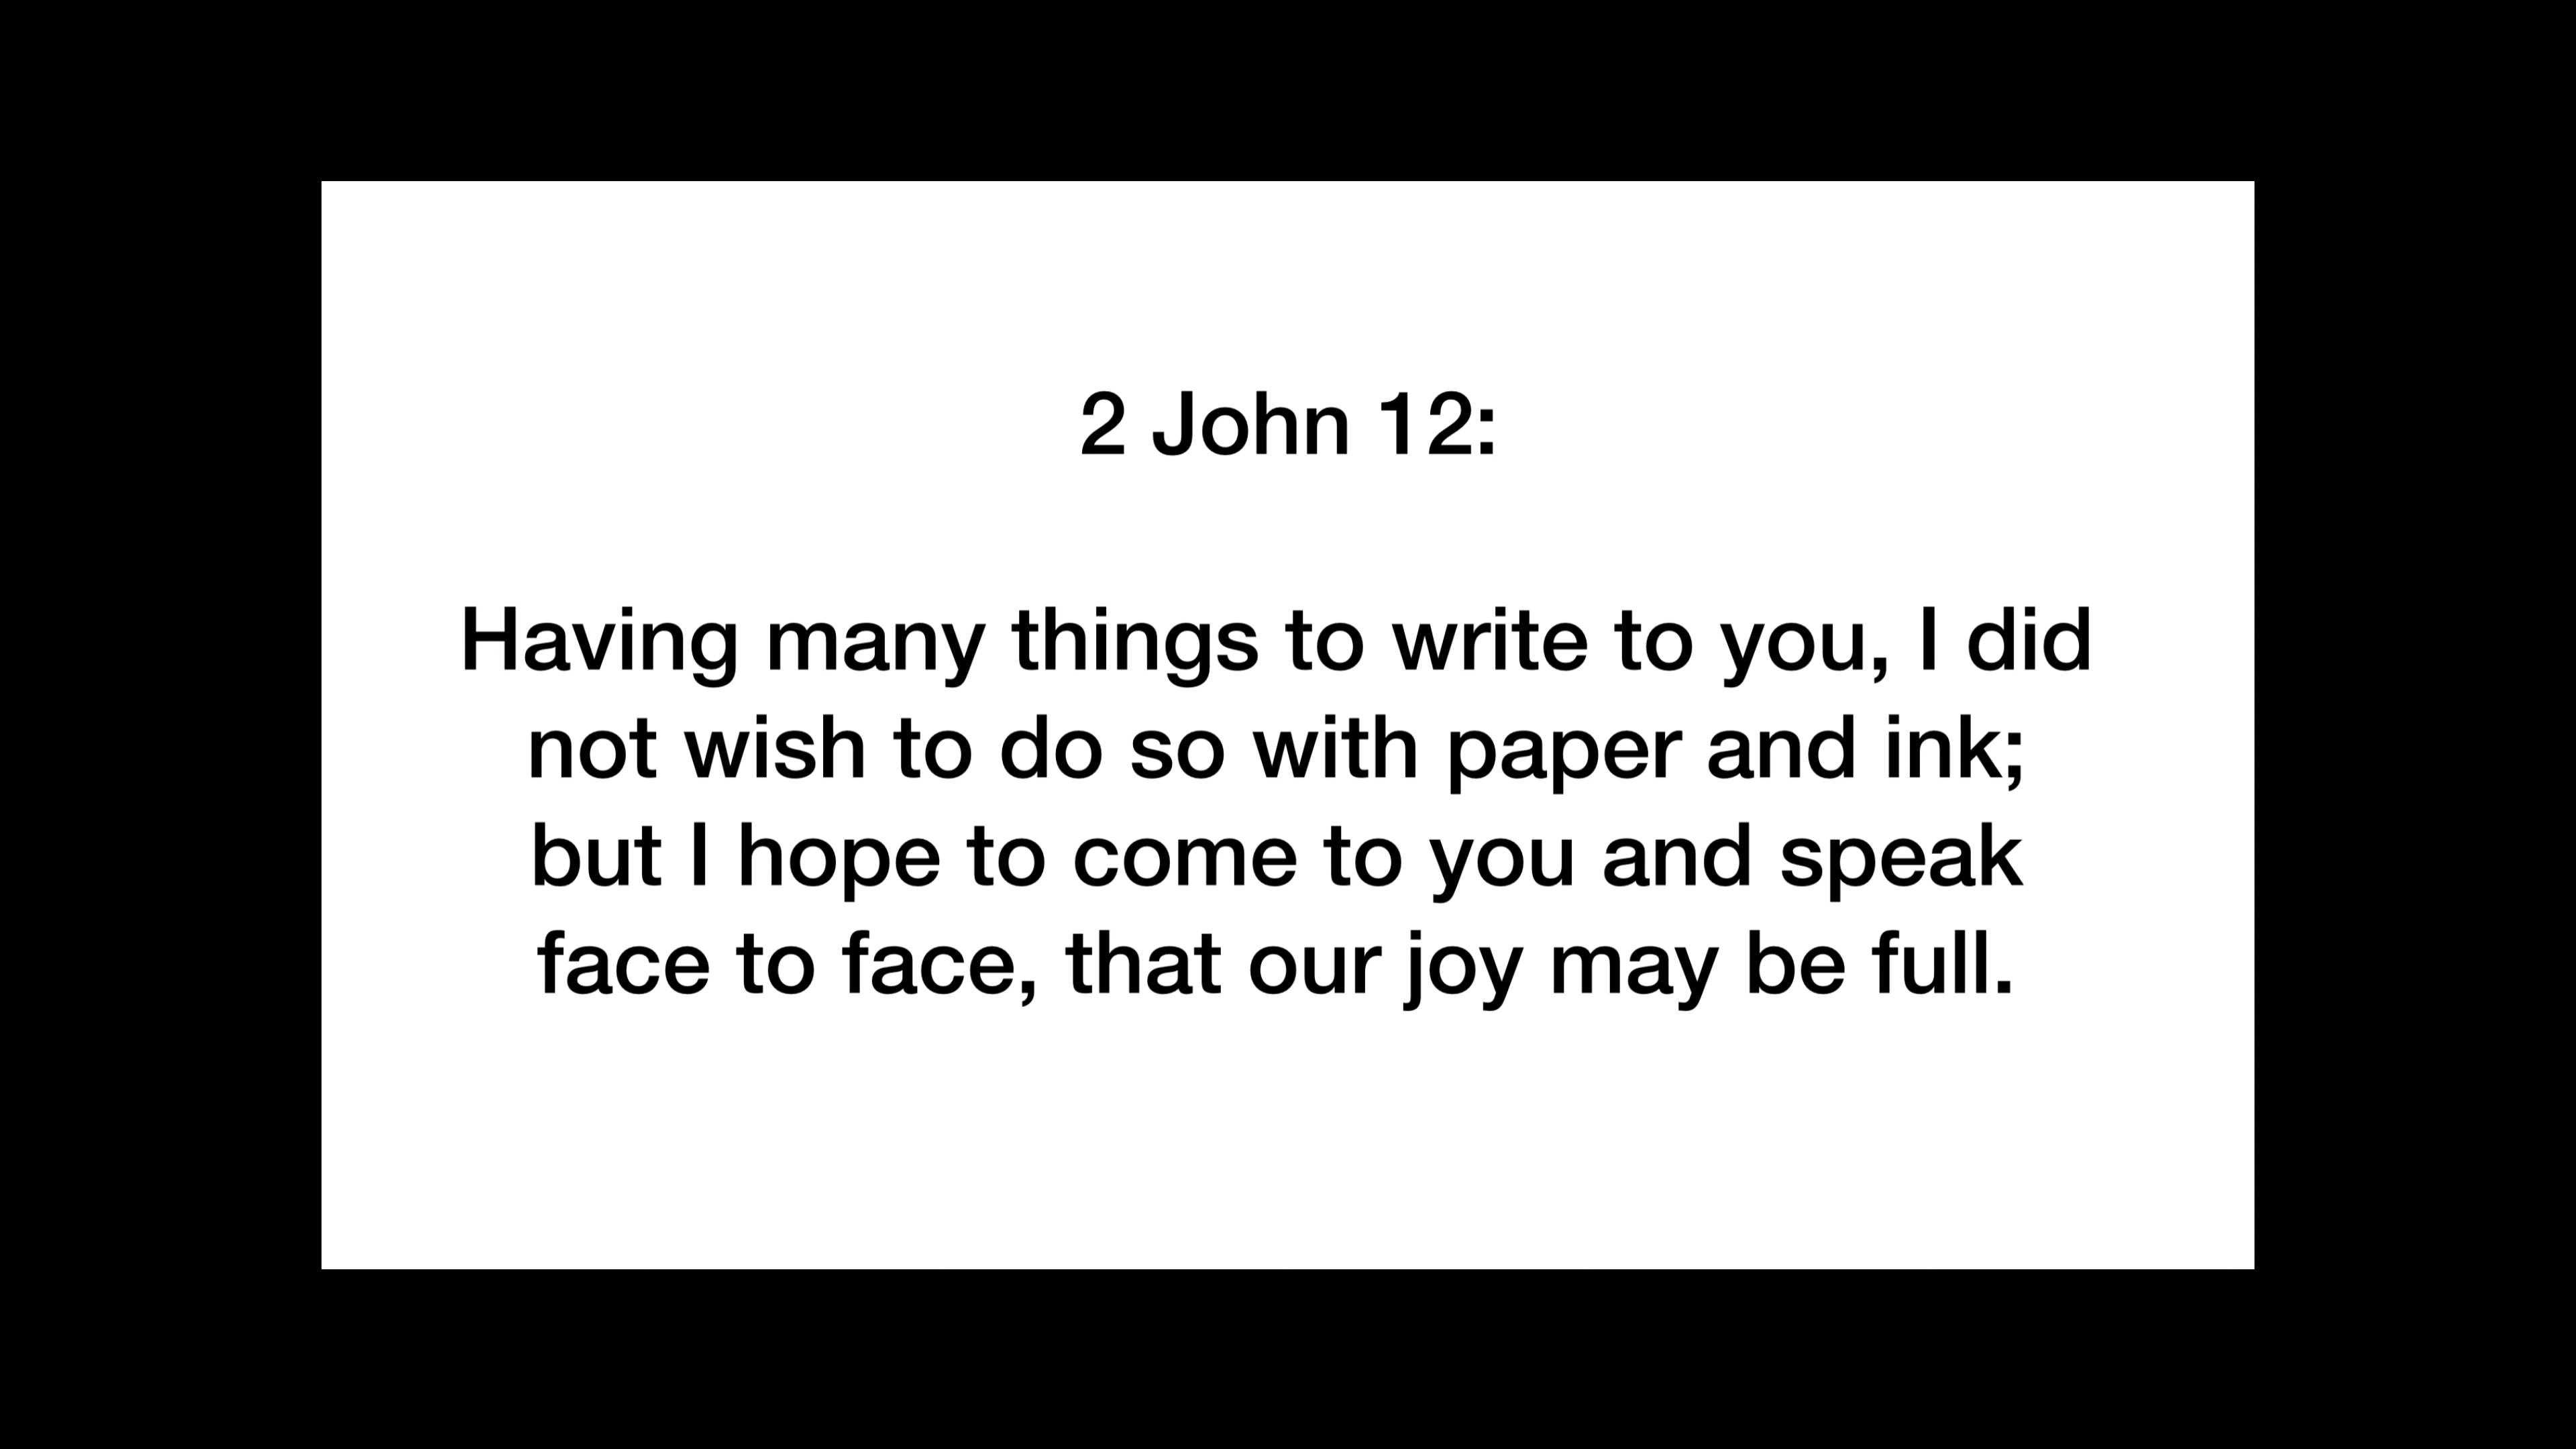 2 John 12:
Having many things to write to you, I did
not wish to do so with paper and ink;
but I hope to come to you and speak
face to face, that our joy may be full.